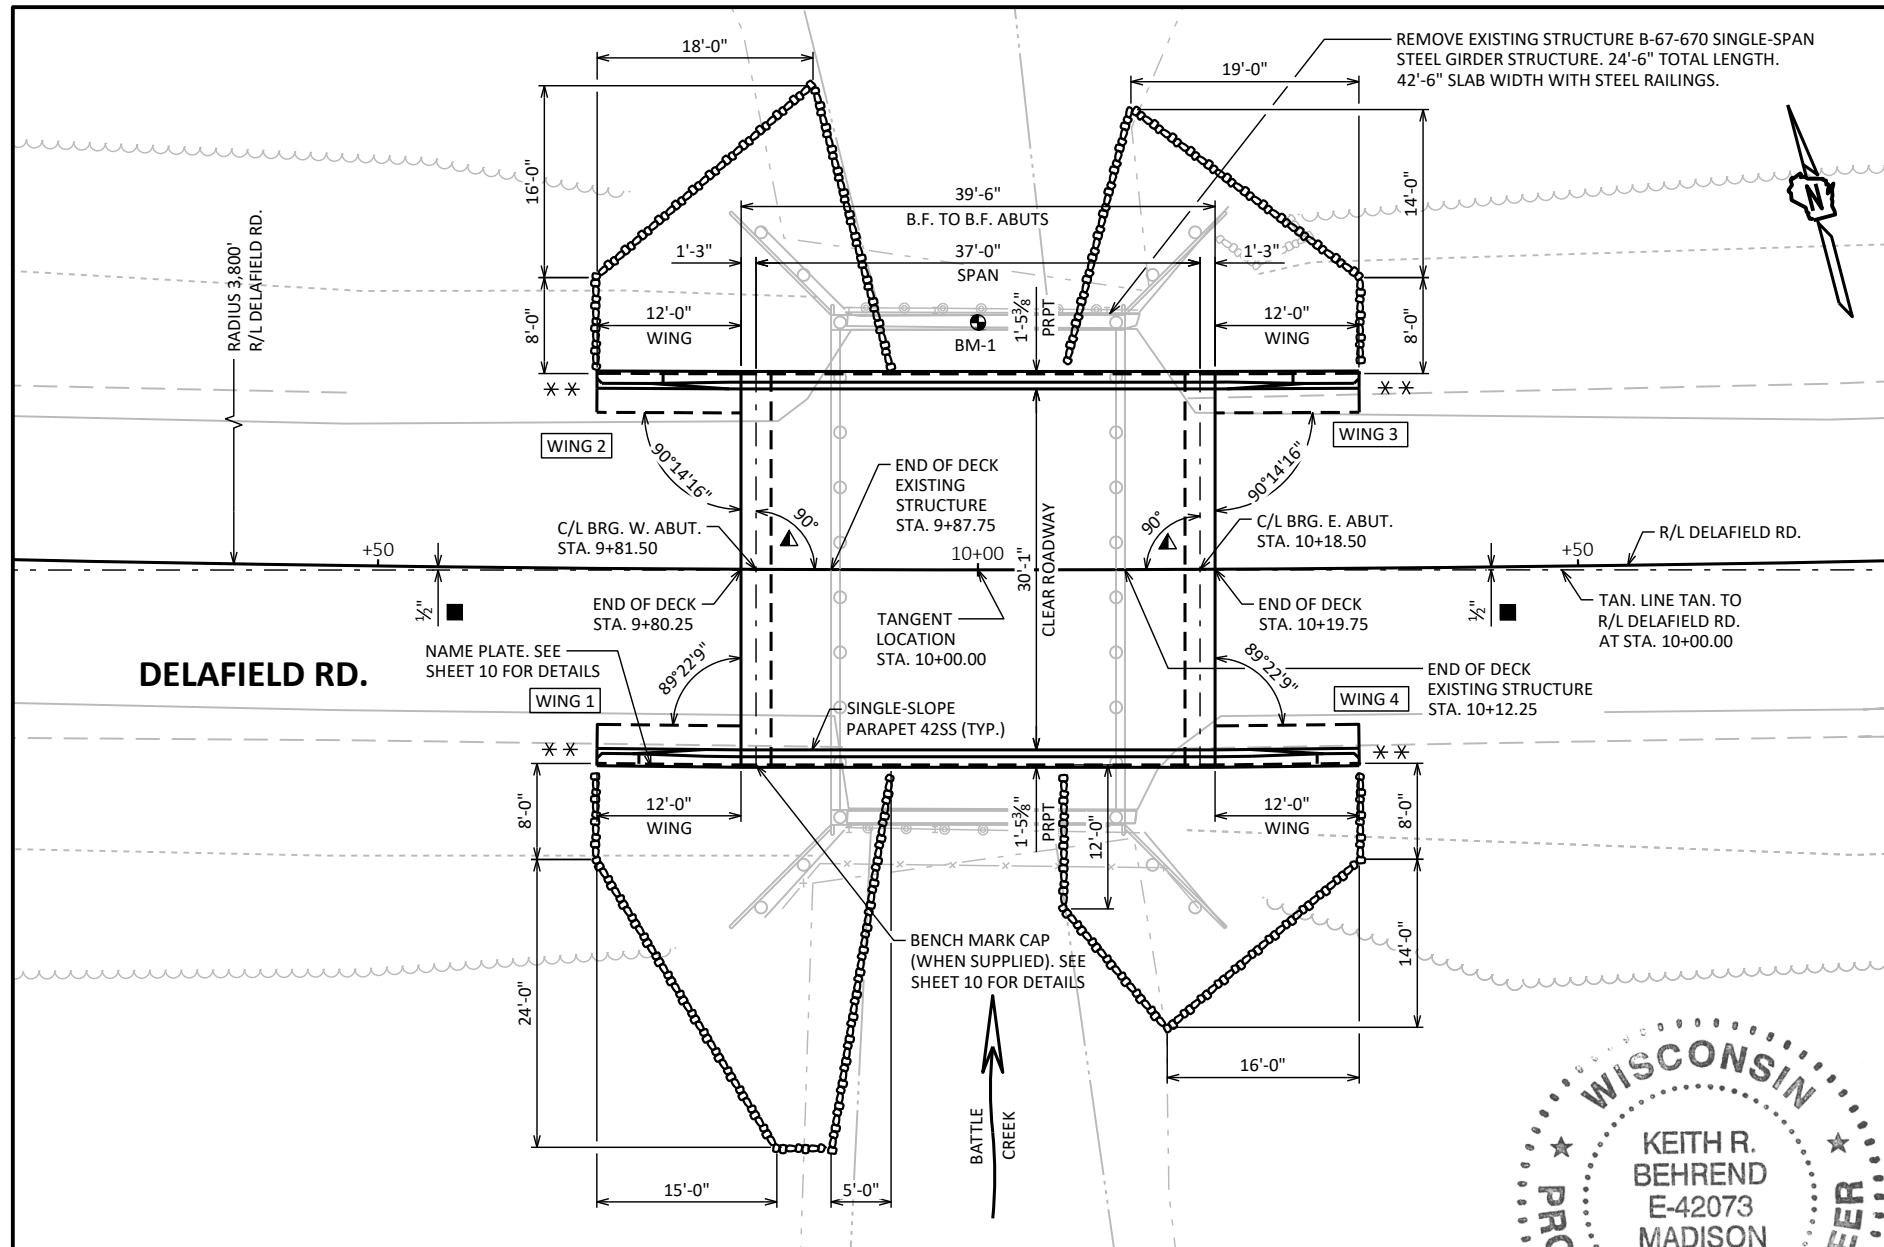 18'-0"
19'-0"
REMOVE EXISTING STRUCTURE B-67-670 SINGLE-SPAN
STEEL GIRDER STRUCTURE. 24'-6" TOTAL LENGTH.
42'-6" SLAB WIDTH WITH STEEL RAILINGS.
N
16'-0"
14'-0"
39'-6"
B.F. TO B.F. ABUTS
1'-3"
37'-0"
SPAN
1'-3"
RADIUS 3,800'
R/L DELAFIELD RD.
8'-0"
12'-0"
WING
BM-1
1'-5⅜"
PRPT
12'-0"
WING
8'-0"
WING 2
WING 3
90°14'16"
90°14'16"
END OF DECK
EXISTING
STRUCTURE
STA. 9+87.75
C/L BRG. W. ABUT.
STA. 9+81.50
90°
90°
C/L BRG. E. ABUT.
STA. 10+18.50
CLEAR ROADWAY
30'-1"
+50
10+00
+50
R/L DELAFIELD RD.
½"
½"
END OF DECK
STA. 9+80.25
TANGENT
LOCATION
STA. 10+00.00
END OF DECK
STA. 10+19.75
TAN. LINE TAN. TO
R/L DELAFIELD RD.
AT STA. 10+00.00
NAME PLATE. SEE
SHEET 10 FOR DETAILS
DELAFIELD RD.
89°22'9"
89°22'9"
END OF DECK
EXISTING STRUCTURE
STA. 10+12.25
WING 1
WING 4
SINGLE-SLOPE
PARAPET 42SS (TYP.)
8'-0"
12'-0"
WING
1'-5⅜"
PRPT
12'-0"
12'-0"
WING
8'-0"
24'-0"
BENCH MARK CAP
(WHEN SUPPLIED). SEE
SHEET 10 FOR DETAILS
14'-0"
16'-0"
BATTLE
CREEK
15'-0"
5'-0"
WISCONSIN
KEITH R.
BEHREND
E-42073
MADISON